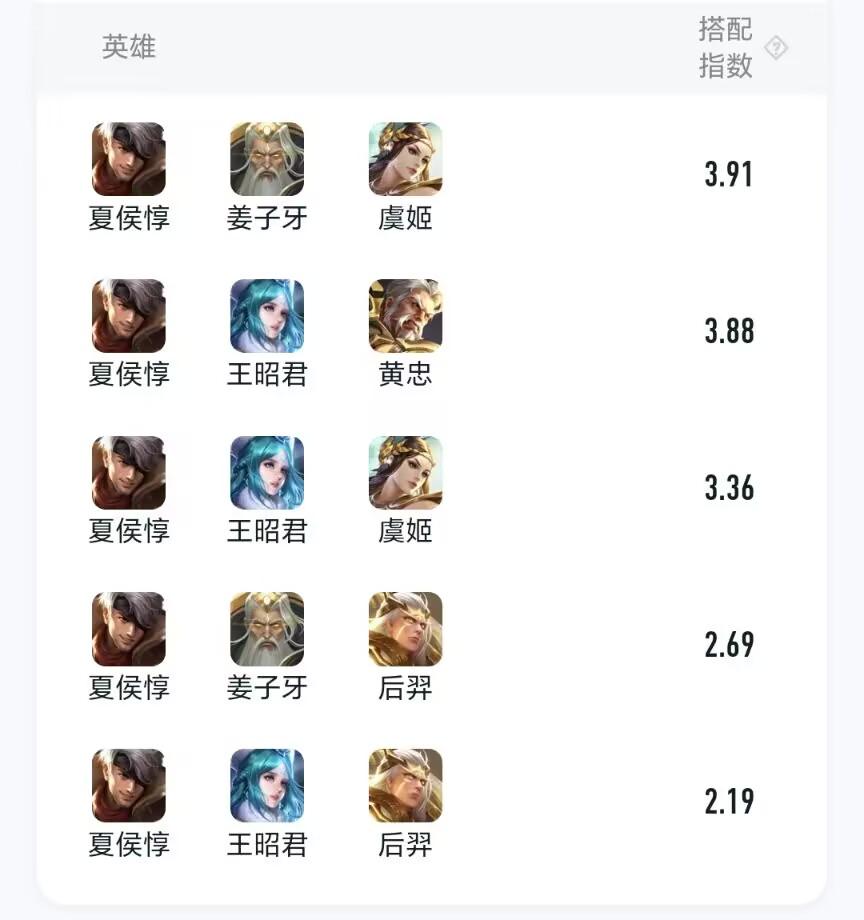 英雄
搭配
指数
夏侯惇 姜子牙 虞姬 3.91
夏侯惇 王昭君 黄忠 3.88
夏侯惇 王昭君 虞姬 3.36
夏侯惇 姜子牙 后羿 2.69
夏侯惇 王昭君 后羿 2.19